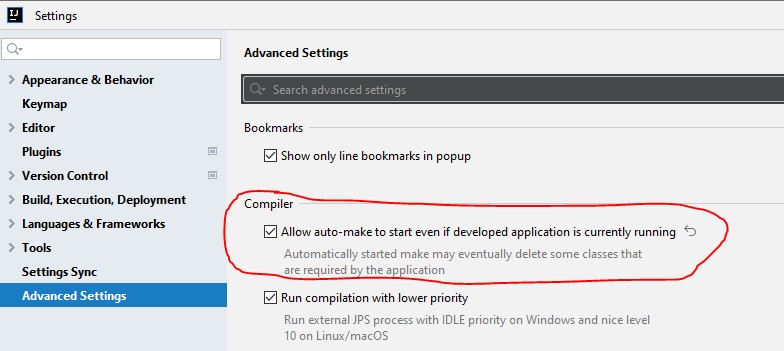 IJ
Settings
Appearance & Behavior
Keymap
Editor
Plugins
Version Control
Build, Execution, Deployment
Languages & Frameworks
Tools
Settings Sync
Advanced Settings
Advanced Settings
Search advanced settings
Bookmarks
Show only line bookmarks in popup
Compiler
Allow auto-make to start even if developed application is currently running
Automatically started make may eventually delete some classes that
are required by the application
Run compilation with lower priority
Run external JPS process with IDLE priority on Windows and nice level
10 on Linux/macOS